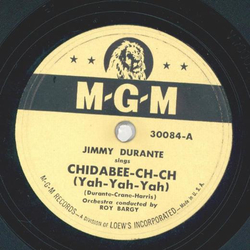 M-G-M
30084-A
JIMMY DURANTE
sings
CHIDABEE-CH-CH
(Yah-Yah-Yah)
(Durante-Crane-Harris)
Orchestra conducted by
ROY BARGY
M-G-M RECORDS - A DIVISION OF LOEW'S INCORPORATED - MADE IN U.S.A.